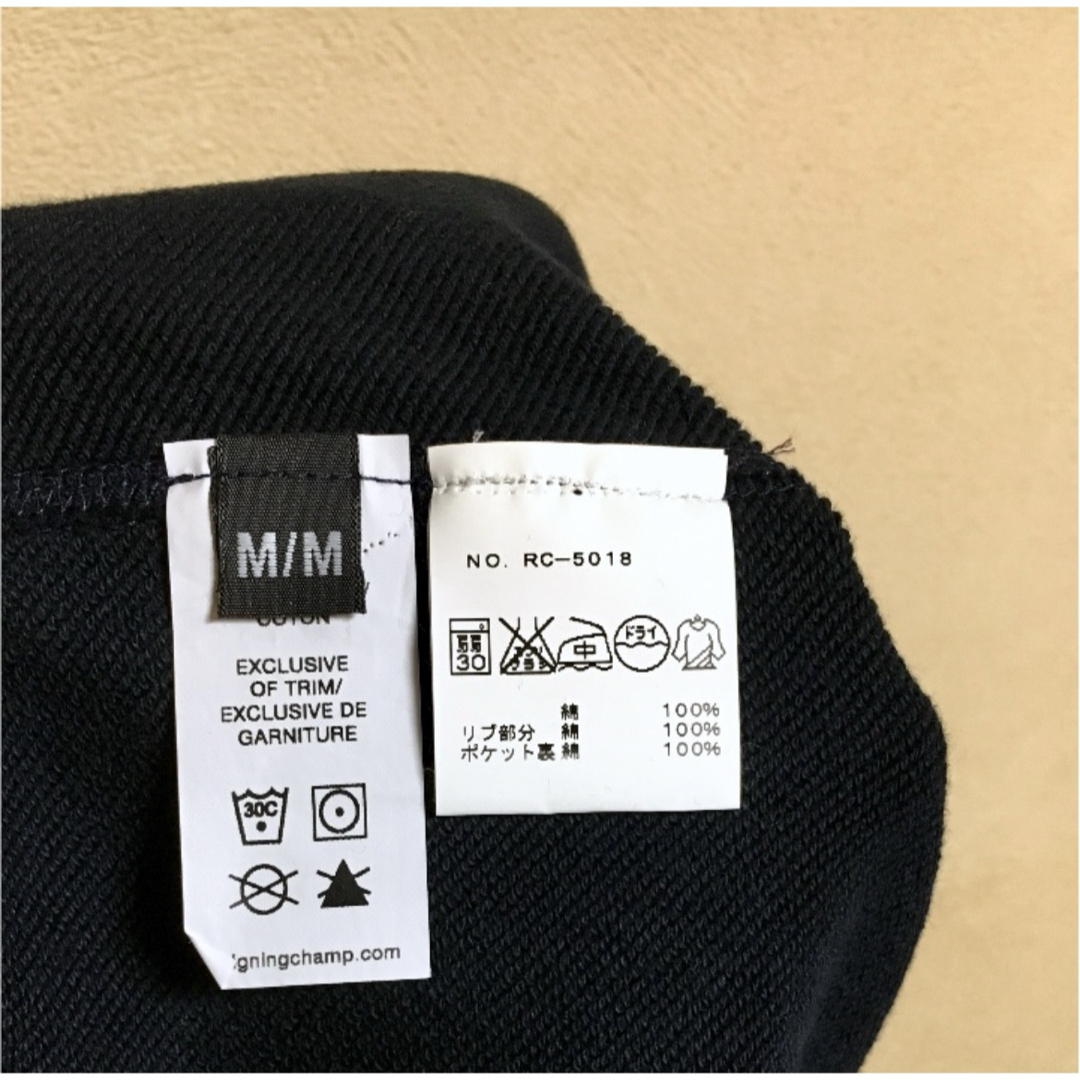 M/M
COTON
EXCLUSIVE
OF TRIM/
EXCLUSIVE DE
GARNITURE
30C
gningchamp.com
NO. RC-5018
30
中
ドライ
綿 100%
リブ部分 綿 100%
ポケット裏 綿 100%